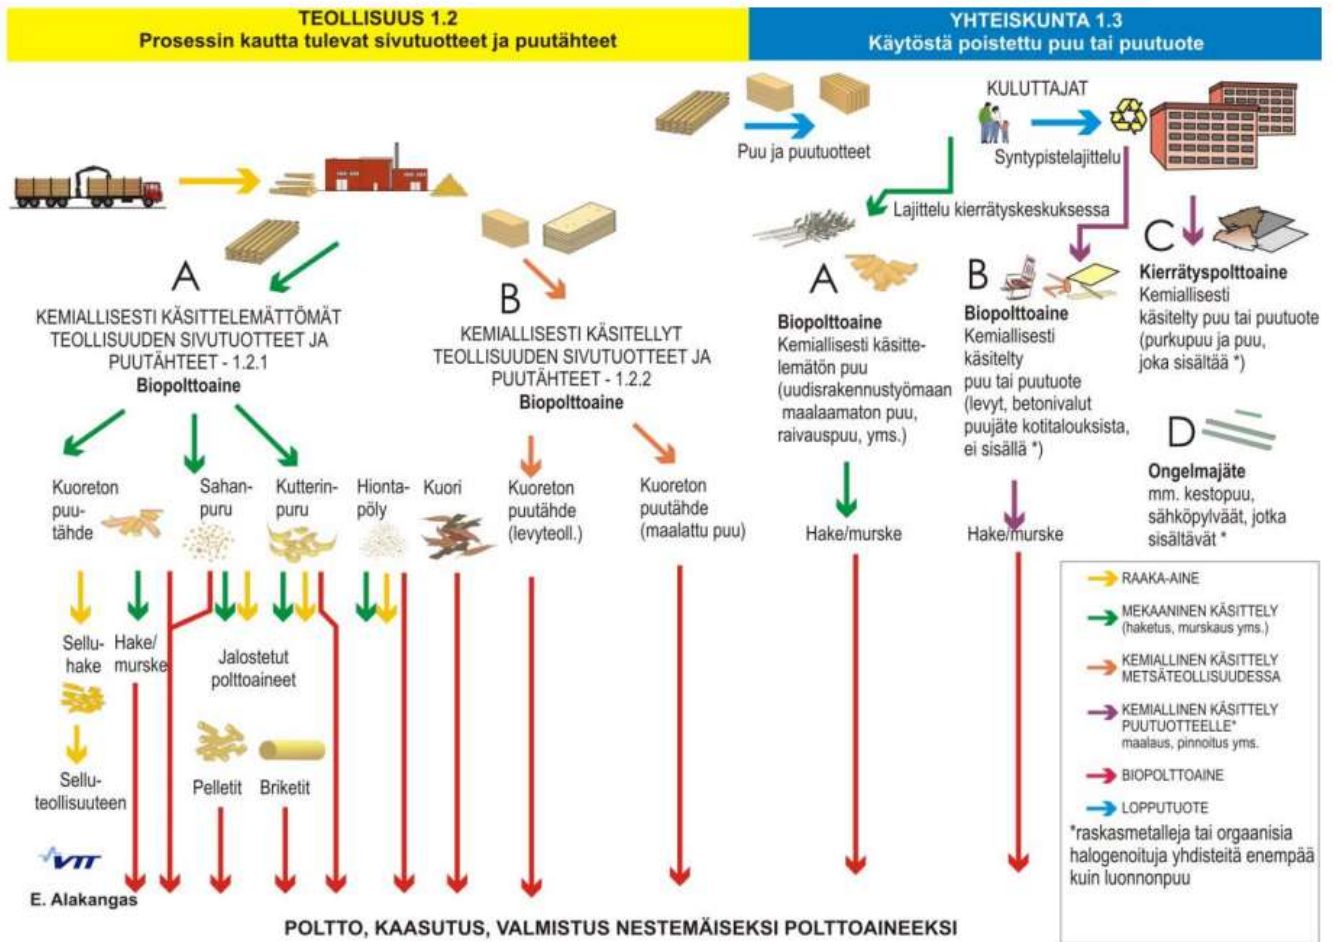 TEOLLISUUS 1.2
Prosessin kautta tulevat sivutuotteet ja puutähteet
YHTEISKUNTA 1.3
Käytöstä poistettu puu tai puutuote
KULUTTAJAT
Puu ja puutuotteet
Syntypistelajittelu
Lajittelu kierrätyskeskuksessa
A
KEMIALLISESTI KÄSITTELEMÄTTÖMÄT
TEOLLISUUDEN SIVUTUOTTEET JA
PUUTÄHTEET - 1.2.1
Biopolttoaine
B
KEMIALLISESTI KÄSITELLYT
TEOLLISUUDEN SIVUTUOTTEET JA
PUUTÄHTEET - 1.2.2
Biopolttoaine
A
Biopolttoaine
Kemiallisesti käsitte-
lemätön puu
(uudisrakennustyömaan
maalaamaton puu,
raivauspuu, yms.)
B
Biopolttoaine
Kemiallisesti
käsitelty
puu tai puutuote
(levyt, betonivalut
puujäte kotitalouksista,
ei sisällä *)
C
Kierrätyspolttoaine
Kemiallisesti
käsitelty puu tai puutuote
(purkupuu ja puu,
joka sisältää *)
D
Ongelmajäte
mm. kestopuu,
sähköpylväät, jotka
sisältävät *
Kuoreton
puu-
tähde
Sahan-
puru
Kutterin-
puru
Hionta-
pöly
Kuori
Kuoreton
puutähde
(levyteoll.)
Kuoreton
puutähde
(maalattu puu)
Hake/murske
Hake/murske
Sellu-
hake
Hake/
murske
Jalostetut
polttoaineet
Sellu-
teollisuuteen
Pelletit
Briketit
RAAKA-AINE
MEKAANINEN KÄSITTELY
(haketus, murskaus yms.)
KEMIALLINEN KÄSITTELY
METSÄTEOLLISUUDESSA
KEMIALLINEN KÄSITTELY
PUUTUOTTEELLE*
maalaus, pinnoitus yms.
BIOPOLTTOAINE
LOPPUTUOTE
*raskasmetalleja tai orgaanisia
halogenoituja yhdisteitä enempää
kuin luonnonpuu
VTT
E. Alakangas
POLTTO, KAASUTUS, VALMISTUS NESTEMÄISEKSI POLTTOAINEEKSI